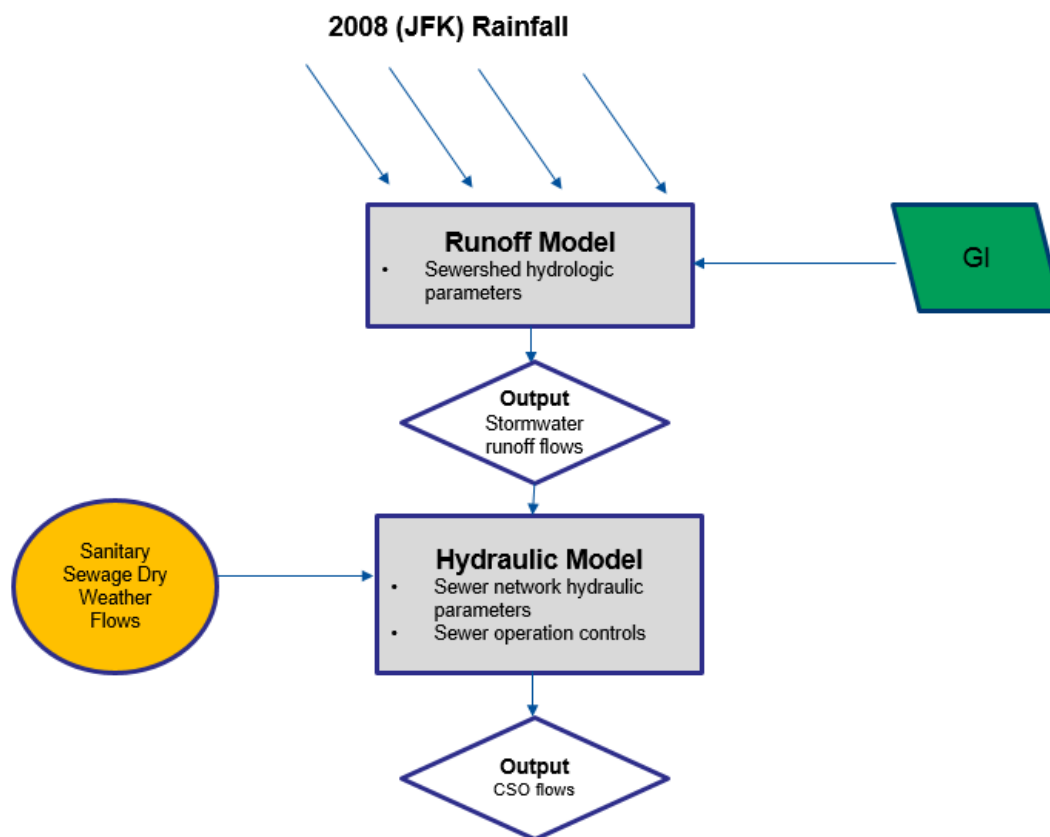 2008 (JFK) Rainfall
Runoff Model
• Sewershed hydrologic
parameters
GI
Output
Stormwater
runoff flows
Sanitary
Sewage Dry
Weather
Flows
Hydraulic Model
• Sewer network hydraulic
parameters
• Sewer operation controls
Output
CSO flows